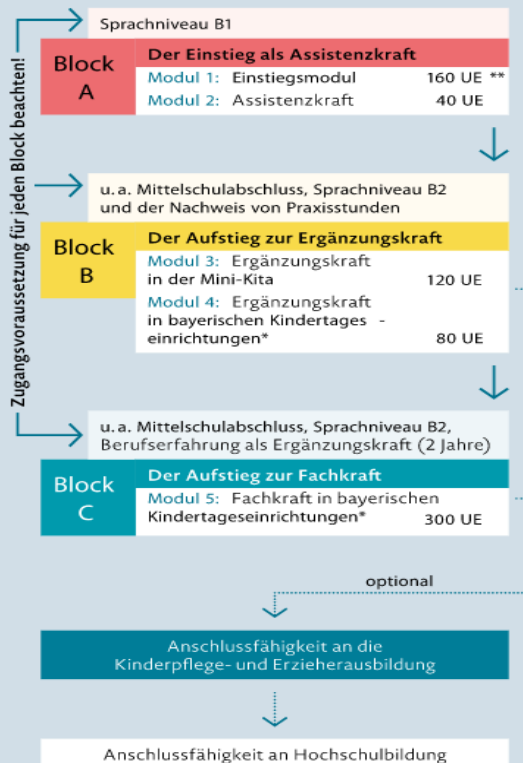 Zugangsvoraussetzung für jeden Block beachten!
Sprachniveau B1
Block
A
Der Einstieg als Assistenzkraft
Modul 1: Einstiegsmodul 160 UE **
Modul 2: Assistenzkraft 40 UE
u. a. Mittelschulabschluss, Sprachniveau B2
und der Nachweis von Praxisstunden
Block
B
Der Aufstieg zur Ergänzungskraft
Modul 3: Ergänzungskraft
in der Mini-Kita 120 UE
Modul 4: Ergänzungskraft
in bayerischen Kindertages -
einrichtungen* 80 UE
u. a. Mittelschulabschluss, Sprachniveau B2,
Berufserfahrung als Ergänzungskraft (2 Jahre)
Block
C
Der Aufstieg zur Fachkraft
Modul 5: Fachkraft in bayerischen
Kindertageseinrichtungen* 300 UE
optional
Anschlussfähigkeit an die
Kinderpflege- und Erzieherausbildung
Anschlussfähigkeit an Hochschulbildung